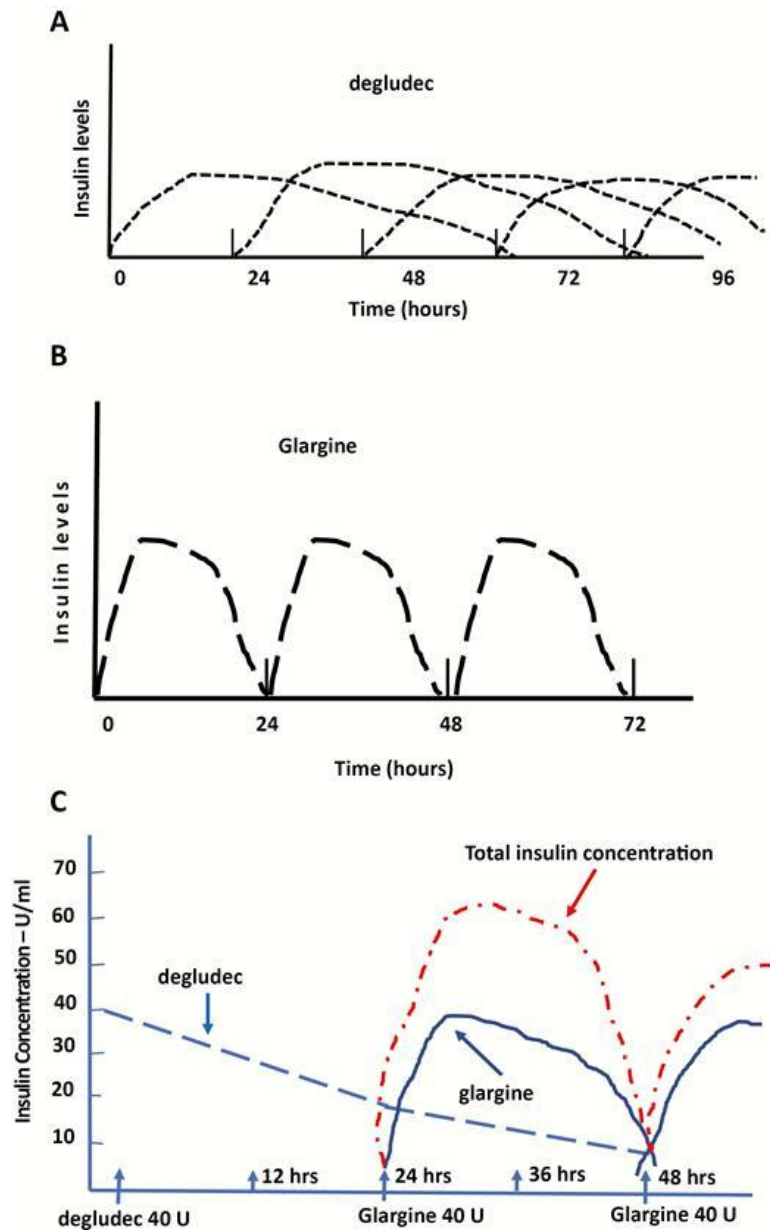 A
degludec
Insulin levels
0 24 48 72 96
Time (hours)
B
Glargine
Insulin levels
0 24 48 72
Time (hours)
C
Total insulin concentration
degludec
glargine
Insulin Concentration – U/ml
70
60
50
40
30
20
10
12 hrs 24 hrs 36 hrs 48 hrs
degludec 40 U Glargine 40 U Glargine 40 U